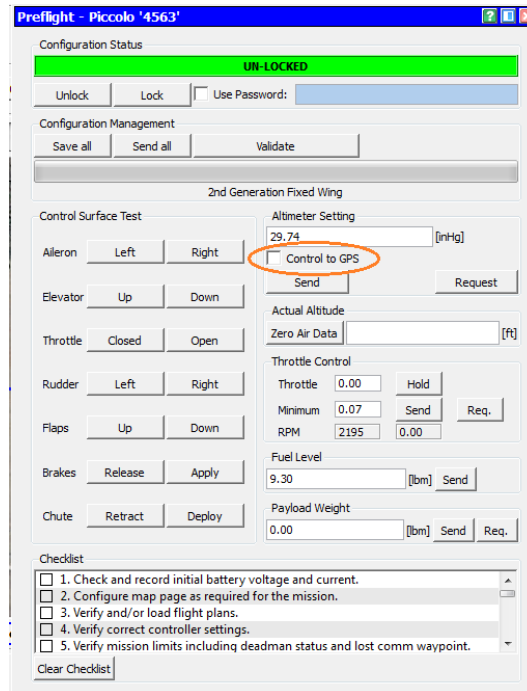 Preflight - Piccolo '4563'
Configuration Status
UN-LOCKED
Unlock Lock Use Password:
Configuration Management
Save all Send all Validate
2nd Generation Fixed Wing
Control Surface Test
Aileron Left Right
Elevator Up Down
Throttle Closed Open
Rudder Left Right
Flaps Up Down
Brakes Release Apply
Chute Retract Deploy
Altimeter Setting
29.74 [inHg]
Control to GPS
Send Request
Actual Altitude
Zero Air Data [ft]
Throttle Control
Throttle 0.00 Hold
Minimum 0.07 Send Req.
RPM 2195 0.00
Fuel Level
9.30 [lbm] Send
Payload Weight
0.00 [lbm] Send Req.
Checklist
1. Check and record initial battery voltage and current.
2. Configure map page as required for the mission.
3. Verify and/or load flight plans.
4. Verify correct controller settings.
5. Verify mission limits including deadman status and lost comm waypoint.
Clear Checklist